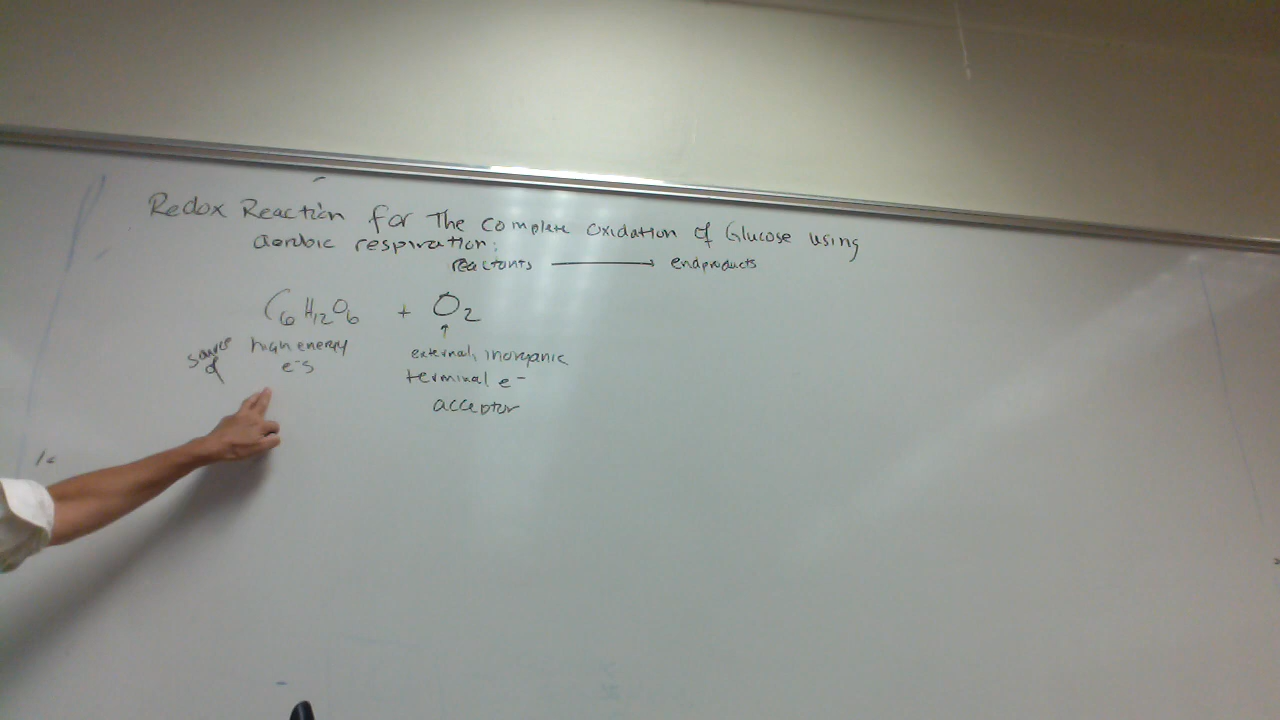 Redox Reaction for The Complete Oxidation of Glucose using
aerobic respiration:
reactants → endproducts
C6H12O6 + O2
source of high energy e-s
↑
external, inorganic
terminal e-
acceptor